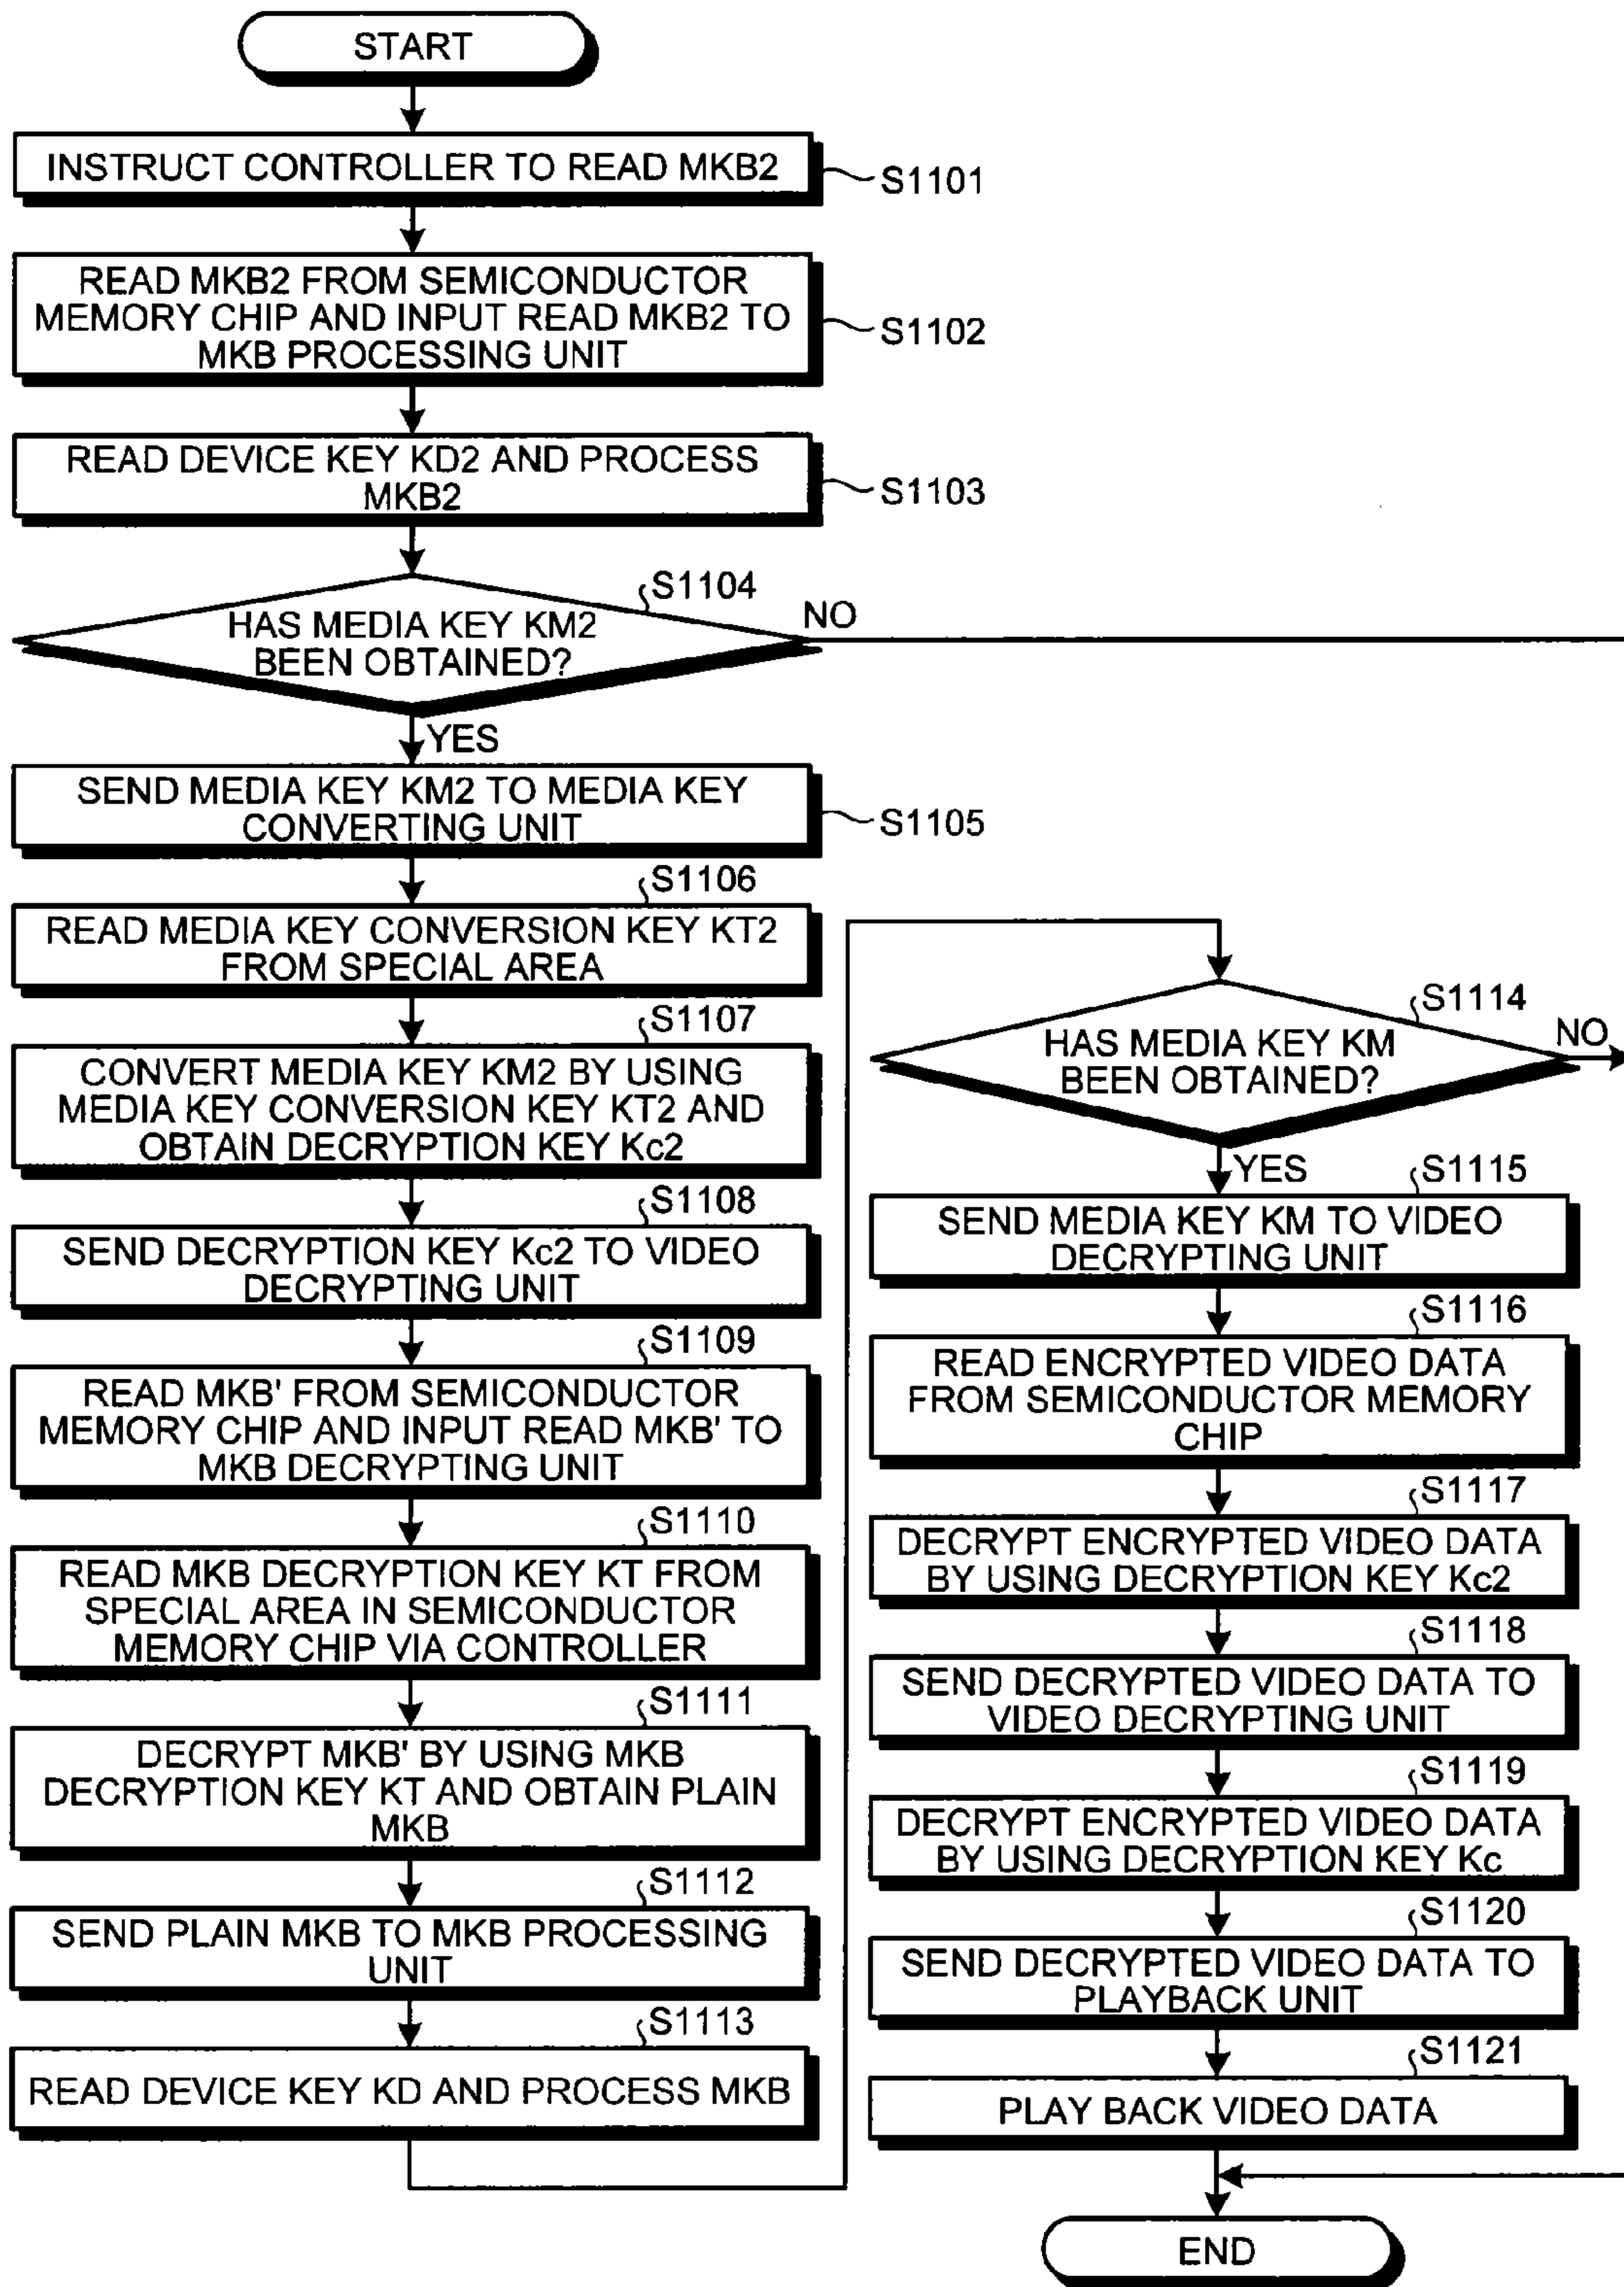 START
INSTRUCT CONTROLLER TO READ MKB2
S1101
READ MKB2 FROM SEMICONDUCTOR
MEMORY CHIP AND INPUT READ MKB2 TO
MKB PROCESSING UNIT
S1102
READ DEVICE KEY KD2 AND PROCESS
MKB2
S1103
S1104
HAS MEDIA KEY KM2
BEEN OBTAINED?
NO
YES
SEND MEDIA KEY KM2 TO MEDIA KEY
CONVERTING UNIT
S1105
S1106
READ MEDIA KEY CONVERSION KEY KT2
FROM SPECIAL AREA
S1107
CONVERT MEDIA KEY KM2 BY USING
MEDIA KEY CONVERSION KEY KT2 AND
OBTAIN DECRYPTION KEY Kc2
S1108
SEND DECRYPTION KEY Kc2 TO VIDEO
DECRYPTING UNIT
S1109
READ MKB' FROM SEMICONDUCTOR
MEMORY CHIP AND INPUT READ MKB' TO
MKB DECRYPTING UNIT
S1110
READ MKB DECRYPTION KEY KT FROM
SPECIAL AREA IN SEMICONDUCTOR
MEMORY CHIP VIA CONTROLLER
S1111
DECRYPT MKB' BY USING MKB
DECRYPTION KEY KT AND OBTAIN PLAIN
MKB
S1112
SEND PLAIN MKB TO MKB PROCESSING
UNIT
S1113
READ DEVICE KEY KD AND PROCESS MKB
S1114
HAS MEDIA KEY KM
BEEN OBTAINED?
NO
YES
S1115
SEND MEDIA KEY KM TO VIDEO
DECRYPTING UNIT
S1116
READ ENCRYPTED VIDEO DATA
FROM SEMICONDUCTOR MEMORY
CHIP
S1117
DECRYPT ENCRYPTED VIDEO DATA
BY USING DECRYPTION KEY Kc2
S1118
SEND DECRYPTED VIDEO DATA TO
VIDEO DECRYPTING UNIT
S1119
DECRYPT ENCRYPTED VIDEO DATA
BY USING DECRYPTION KEY Kc
S1120
SEND DECRYPTED VIDEO DATA TO
PLAYBACK UNIT
S1121
PLAY BACK VIDEO DATA
END